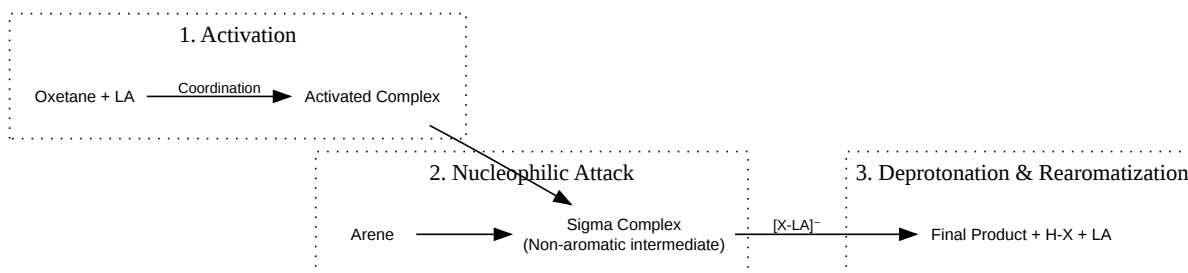 1. Activation
Oxetane + LA
Coordination
Activated Complex
2. Nucleophilic Attack
Arene
Sigma Complex
(Non-aromatic intermediate)
[X-LA]⁻
3. Deprotonation & Rearomatization
Final Product + H-X + LA